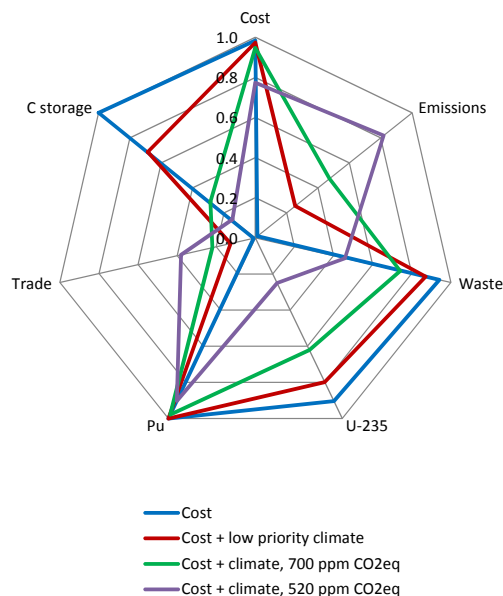 Cost
1.0
0.8
0.6
0.4
0.2
0.0
C storage
Emissions
Trade
Waste
Pu
U-235
Cost
Cost + low priority climate
Cost + climate, 700 ppm CO2eq
Cost + climate, 520 ppm CO2eq